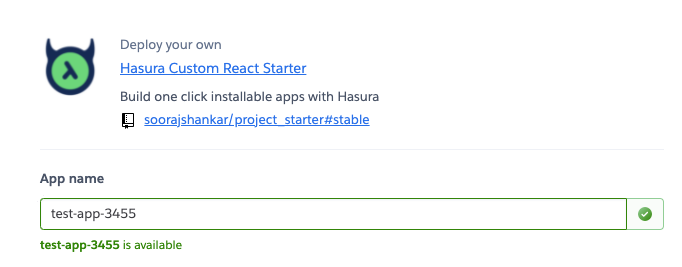 Deploy your own
Hasura Custom React Starter
Build one click installable apps with Hasura
soorajshankar/project_starter#stable
App name
test-app-3455
test-app-3455 is available